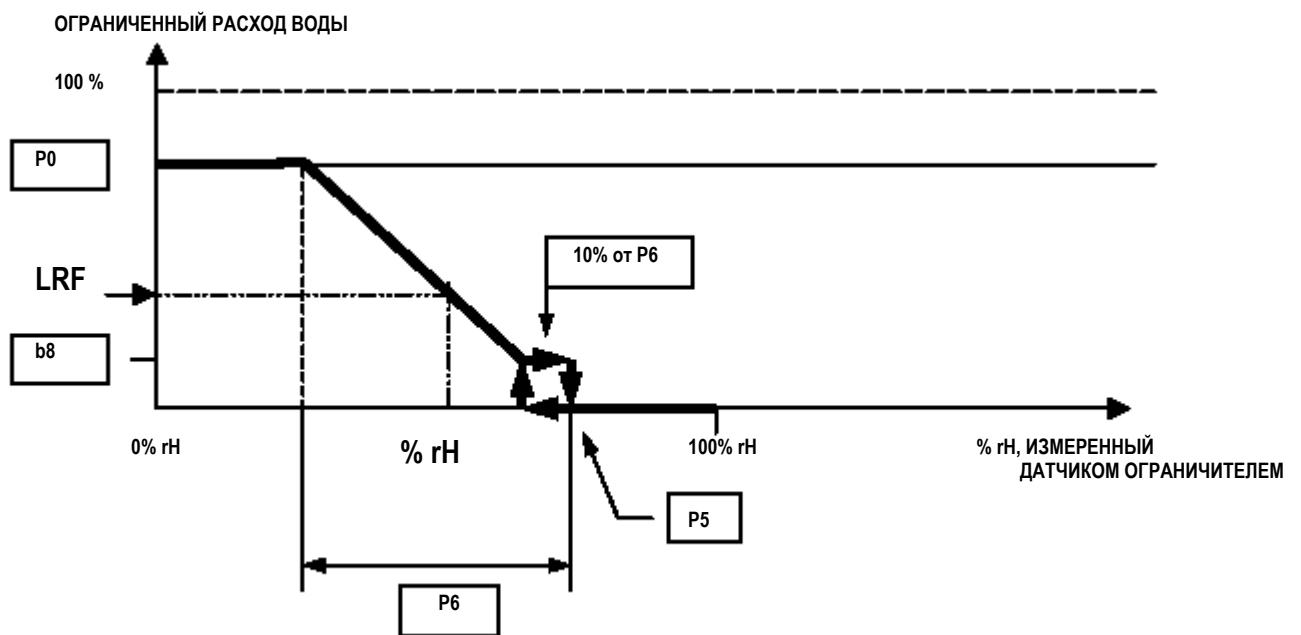 ОГРАНИЧЕННЫЙ РАСХОД ВОДЫ
100 %
P0
10% от P6
LRF
b8
0% rH
% rH
100% rH
% rH, ИЗМЕРЕННЫЙ
ДАТЧИКОМ ОГРАНИЧИТЕЛЕМ
P5
P6